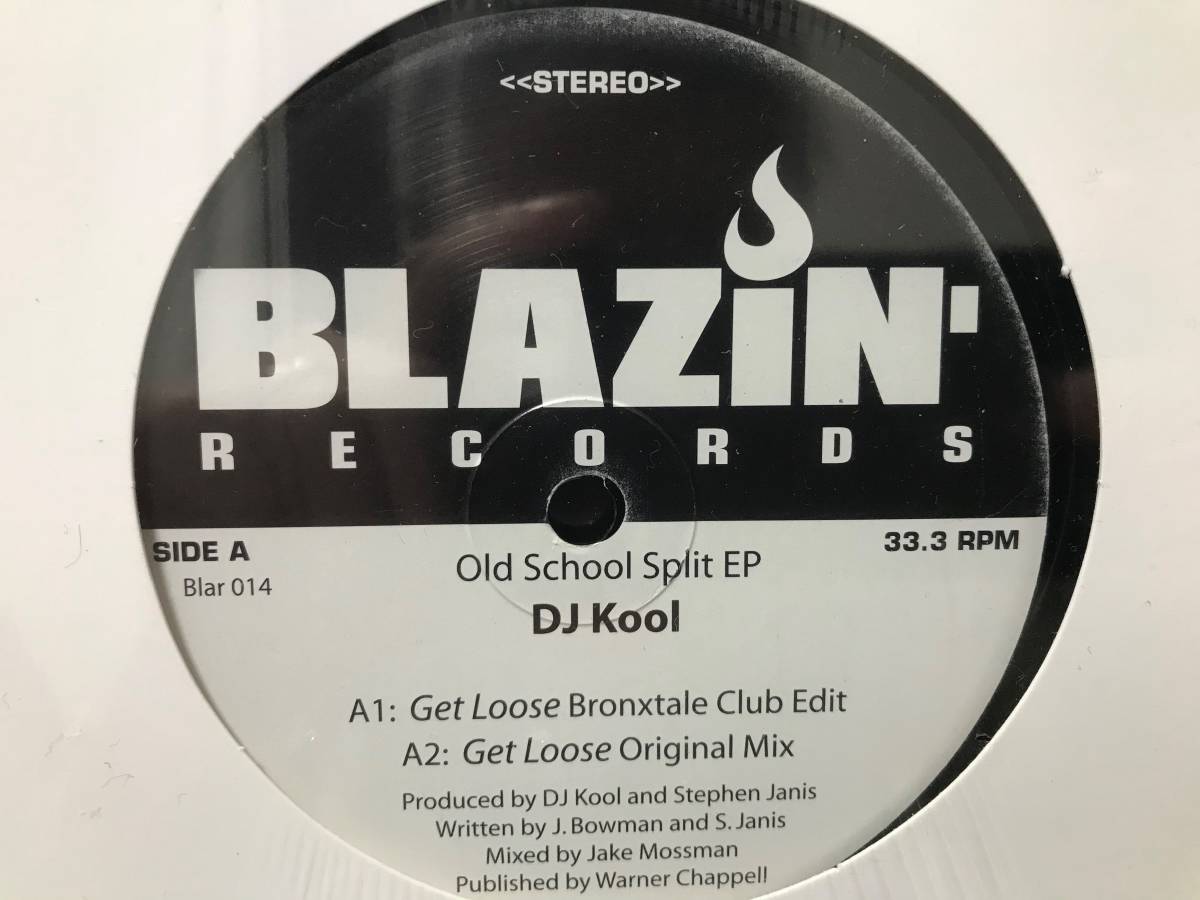 <<STEREO>>
BLAZiN'
RECORDS
SIDE A
33.3 RPM
Blar 014
Old School Split EP
DJ Kool
A1: Get Loose Bronxtale Club Edit
A2: Get Loose Original Mix
Produced by DJ Kool and Stephen Janis
Written by J. Bowman and S. Janis
Mixed by Jake Mossman
Published by Warner Chappell